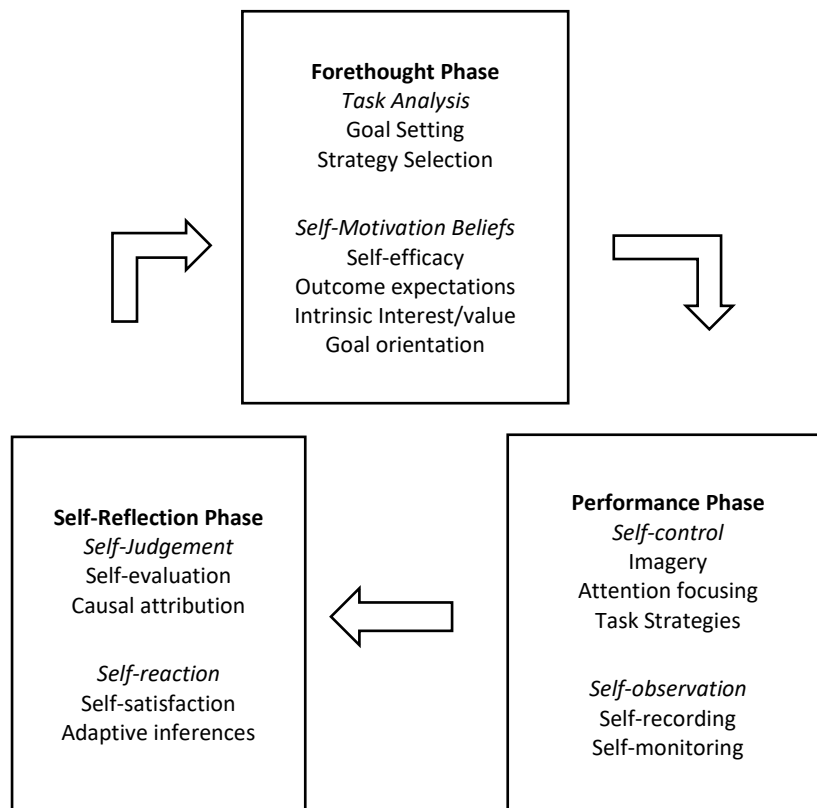 Forethought Phase
Task Analysis
Goal Setting
Strategy Selection
Self-Motivation Beliefs
Self-efficacy
Outcome expectations
Intrinsic Interest/value
Goal orientation
Self-Reflection Phase
Self-Judgement
Self-evaluation
Causal attribution
Self-reaction
Self-satisfaction
Adaptive inferences
Performance Phase
Self-control
Imagery
Attention focusing
Task Strategies
Self-observation
Self-recording
Self-monitoring